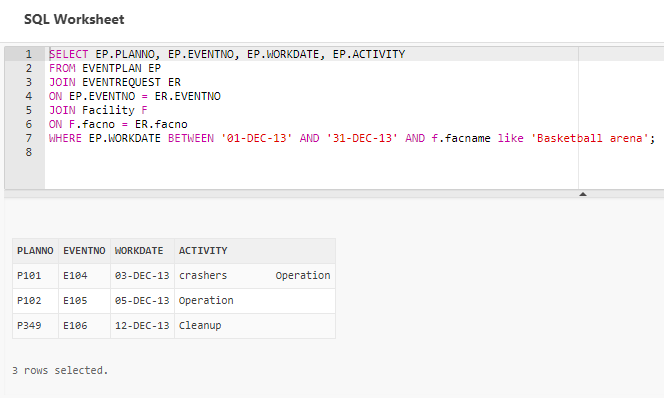 SQL Worksheet
1 SELECT EP.PLANNO, EP.EVENTNO, EP.WORKDATE, EP.ACTIVITY
2 FROM EVENTPLAN EP
3 JOIN EVENTREQUEST ER
4 ON EP.EVENTNO = ER.EVENTNO
5 JOIN Facility F
6 ON F.facno = ER.facno
7 WHERE EP.WORKDATE BETWEEN '01-DEC-13' AND '31-DEC-13' AND f.facname like 'Basketball arena';
8
PLANNO EVENTNO WORKDATE ACTIVITY
P101 E104 03-DEC-13 crashers Operation
P102 E105 05-DEC-13 Operation
P349 E106 12-DEC-13 Cleanup
3 rows selected.